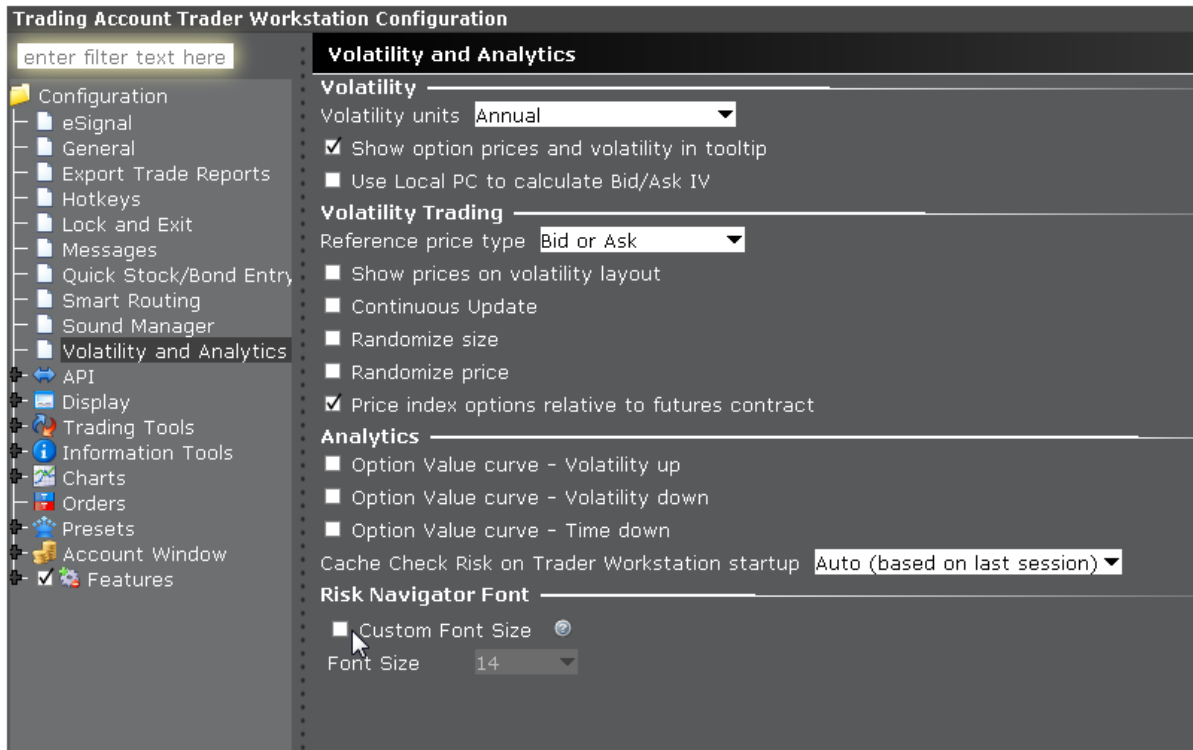 Trading Account Trader Workstation Configuration
enter filter text here
Configuration
eSignal
General
Export Trade Reports
Hotkeys
Lock and Exit
Messages
Quick Stock/Bond Entry
Smart Routing
Sound Manager
Volatility and Analytics
API
Display
Trading Tools
Information Tools
Charts
Orders
Presets
Account Window
Features
Volatility and Analytics
Volatility
Volatility units Annual
Show option prices and volatility in tooltip
Use Local PC to calculate Bid/Ask IV
Volatility Trading
Reference price type Bid or Ask
Show prices on volatility layout
Continuous Update
Randomize size
Randomize price
Price index options relative to futures contract
Analytics
Option Value curve - Volatility up
Option Value curve - Volatility down
Option Value curve - Time down
Cache Check Risk on Trader Workstation startup Auto (based on last session)
Risk Navigator Font
Custom Font Size ?
Font Size 14